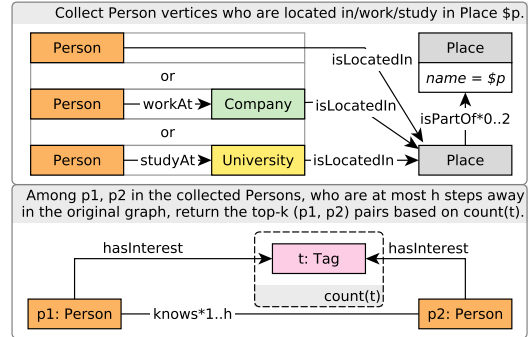 Collect Person vertices who are located in/work/study in Place $p.
Person
Place
isLocatedIn
name = $p
or
Person
workAt
Company
isLocatedIn
isPartOf*0..2
or
Person
studyAt
University
isLocatedIn
Place
Among p1, p2 in the collected Persons, who are at most h steps away
in the original graph, return the top-k (p1, p2) pairs based on count(t).
hasInterest
hasInterest
t: Tag
count(t)
p1: Person
knows*1..h
p2: Person